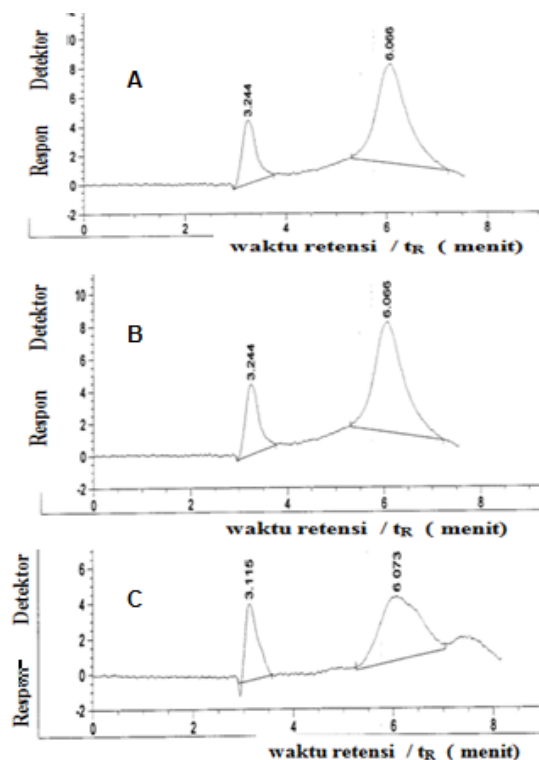 Respon Detektor
A
3.244
6.066
8
6
4
2
0
-2
0 2 4 6 8
waktu retensi / tR ( menit)
Respon Detektor
B
3.244
6.066
10
8
6
4
2
0
-2
0 2 4 6 8
waktu retensi / tR ( menit)
Respon Detektor
C
3.115
6 073
6
4
2
0
-2
0 2 4 6 8
waktu retensi / tR ( menit)